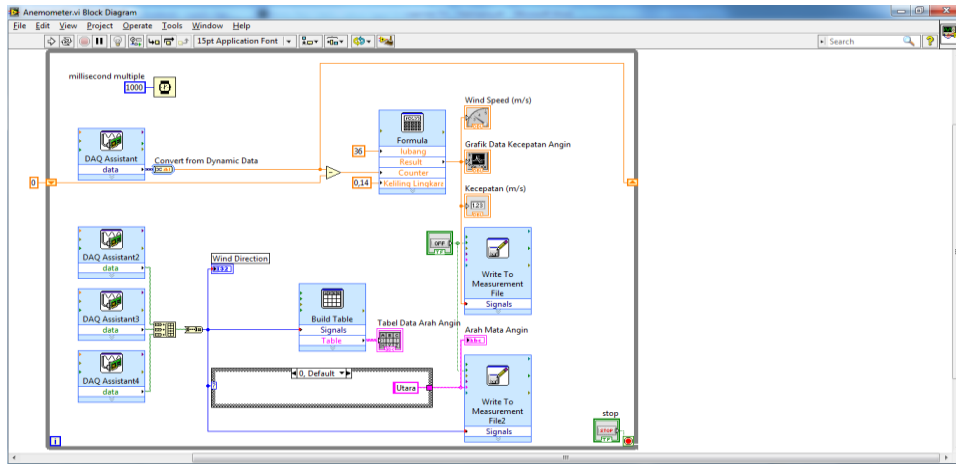 Anemometer.vi Block Diagram
File Edit View Project Operate Tools Window Help
15pt Application Font
Search
millisecond multiple
1000
Wind Speed (m/s)
Formula
lubang
Result
Counter
Keliling Lingkara
36
0,14
0
DAQ Assistant
data
Convert from Dynamic Data
Grafik Data Kecepatan Angin
Kecepatan (m/s)
1.23
OFF
TF
Write To
Measurement
File
Signals
DAQ Assistant2
data
DAQ Assistant3
data
DAQ Assistant4
data
Wind Direction
I32
Build Table
Signals
Table
Tabel Data Arah Angin
Arah Mata Angin
abc
0, Default
?
Utara
Write To
Measurement
File2
Signals
stop
STOP
TF
i